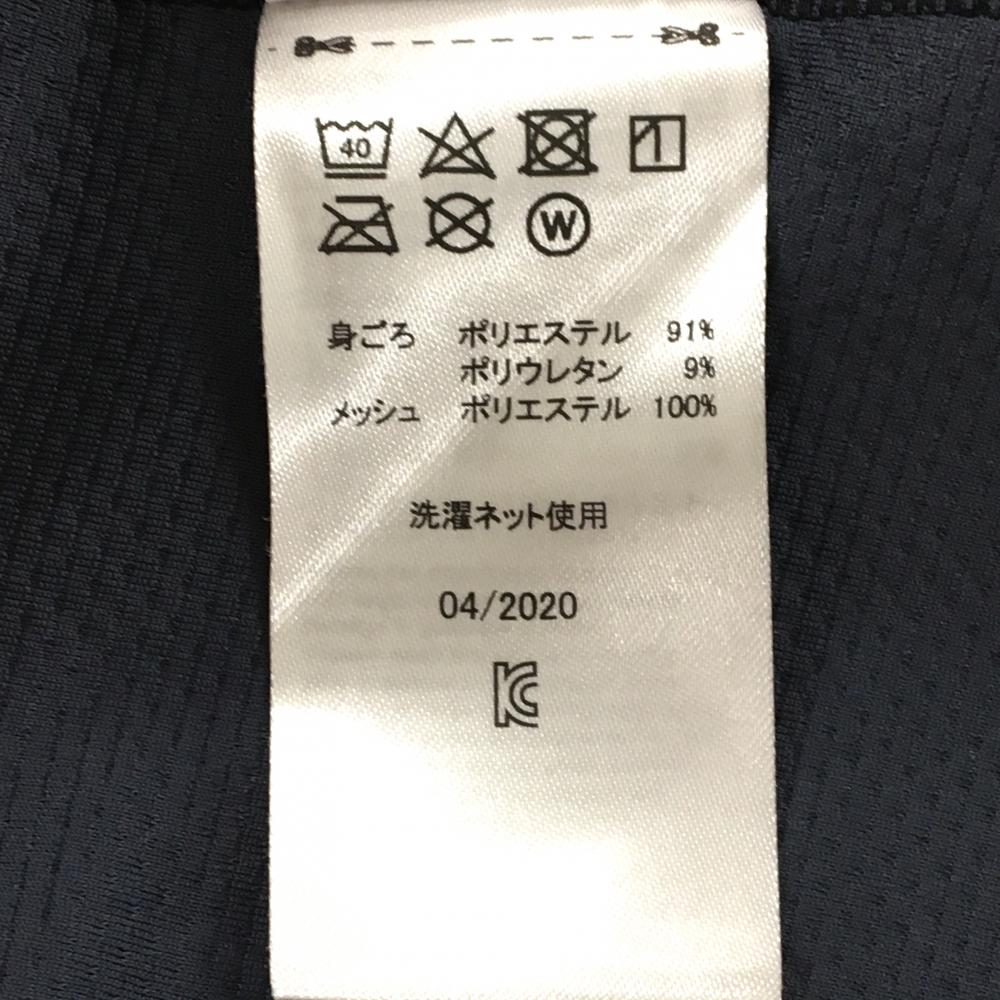 40
W
身ごろ ポリエステル 91%
ポリウレタン 9%
メッシュ ポリエステル 100%
洗濯ネット使用
04/2020
KC